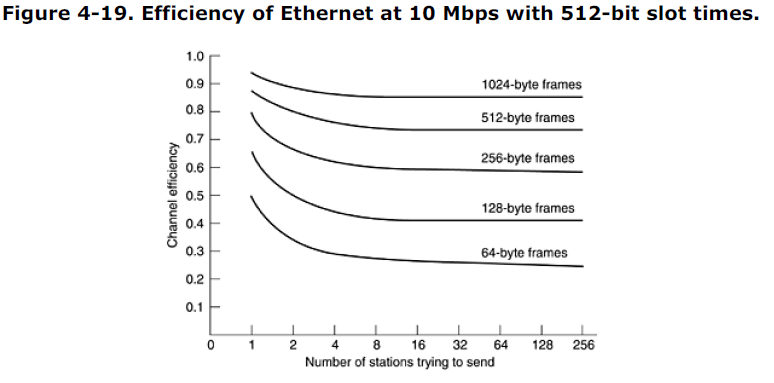 Figure 4-19. Efficiency of Ethernet at 10 Mbps with 512-bit slot times.
1.0
0.9
1024-byte frames
0.8
512-byte frames
0.7
256-byte frames
0.6
0.5
128-byte frames
0.4
0.3
64-byte frames
0.2
0.1
Channel efficiency
0 1 2 4 8 16 32 64 128 256
Number of stations trying to send